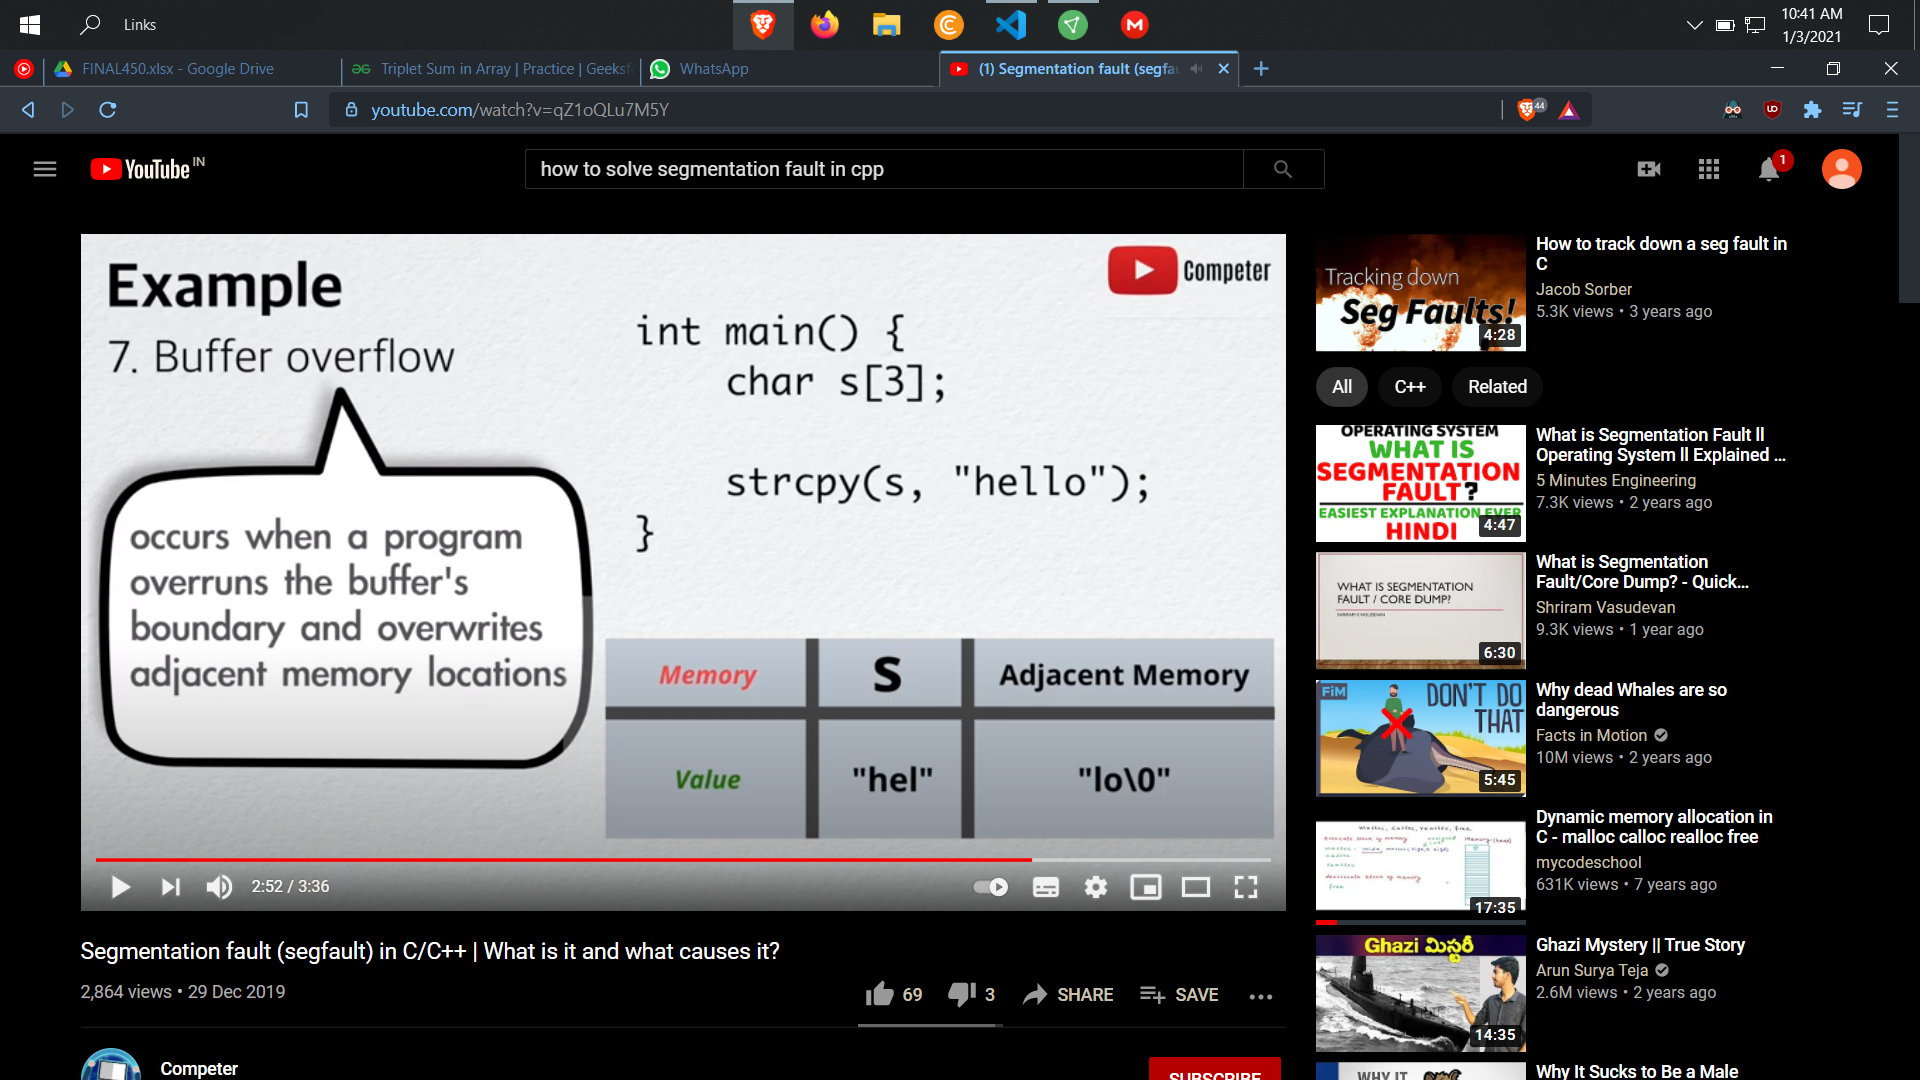 Links
10:41 AM
1/3/2021
FINAL450.xlsx - Google Drive
Triplet Sum in Array | Practice | Geeksf
WhatsApp
(1) Segmentation fault (segfau
youtube.com/watch?v=qZ1oQLu7M5Y
44
YouTube IN
how to solve segmentation fault in cpp
1
Example
7. Buffer overflow
occurs when a program
overruns the buffer's
boundary and overwrites
adjacent memory locations
Competer
int main() {
char s[3];
strcpy(s, "hello");
}
Memory S Adjacent Memory
Value "hel" "lo\0"
2:52 / 3:36
Segmentation fault (segfault) in C/C++ | What is it and what causes it?
2,864 views • 29 Dec 2019
69 3 SHARE SAVE
Competer
SUBSCRIBE
Tracking down
Seg Faults!
4:28
How to track down a seg fault in
C
Jacob Sorber
5.3K views • 3 years ago
All C++ Related
OPERATING SYSTEM
WHAT IS
SEGMENTATION
FAULT?
EASIEST EXPLANATION EVER
HINDI
4:47
What is Segmentation Fault ll
Operating System ll Explained ...
5 Minutes Engineering
7.3K views • 2 years ago
WHAT IS SEGMENTATION
FAULT / CORE DUMP?
6:30
What is Segmentation
Fault/Core Dump? - Quick...
Shriram Vasudevan
9.3K views • 1 year ago
FiM
DON'T DO
THAT
5:45
Why dead Whales are so
dangerous
Facts in Motion
10M views • 2 years ago
malloc, calloc, realloc, free
17:35
Dynamic memory allocation in
C - malloc calloc realloc free
mycodeschool
631K views • 7 years ago
Ghazi మిస్టరీ
14:35
Ghazi Mystery || True Story
Arun Surya Teja
2.6M views • 2 years ago
WHY IT
Why It Sucks to Be a Male